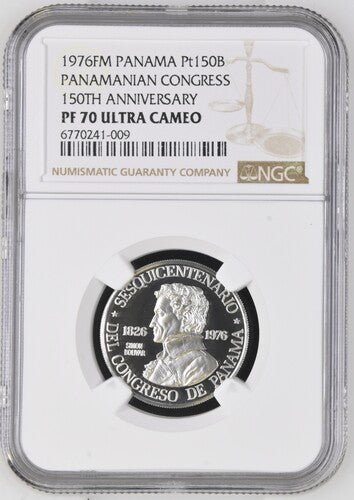 1976FM PANAMA Pt150B
PANAMANIAN CONGRESS
150TH ANNIVERSARY
PF 70 ULTRA CAMEO
6770241-009
NUMISMATIC GUARANTY COMPANY
NGC
SESQUICENTENARIO
1826 1976
SIMON
BOLIVAR
DEL CONGRESO DE PANAMA